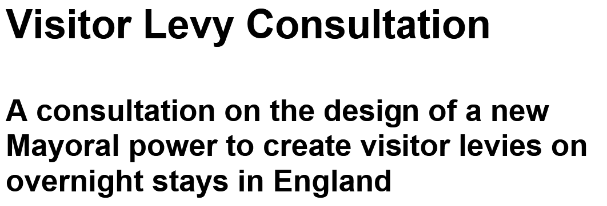 Visitor Levy Consultation
A consultation on the design of a new
Mayoral power to create visitor levies on
overnight stays in England